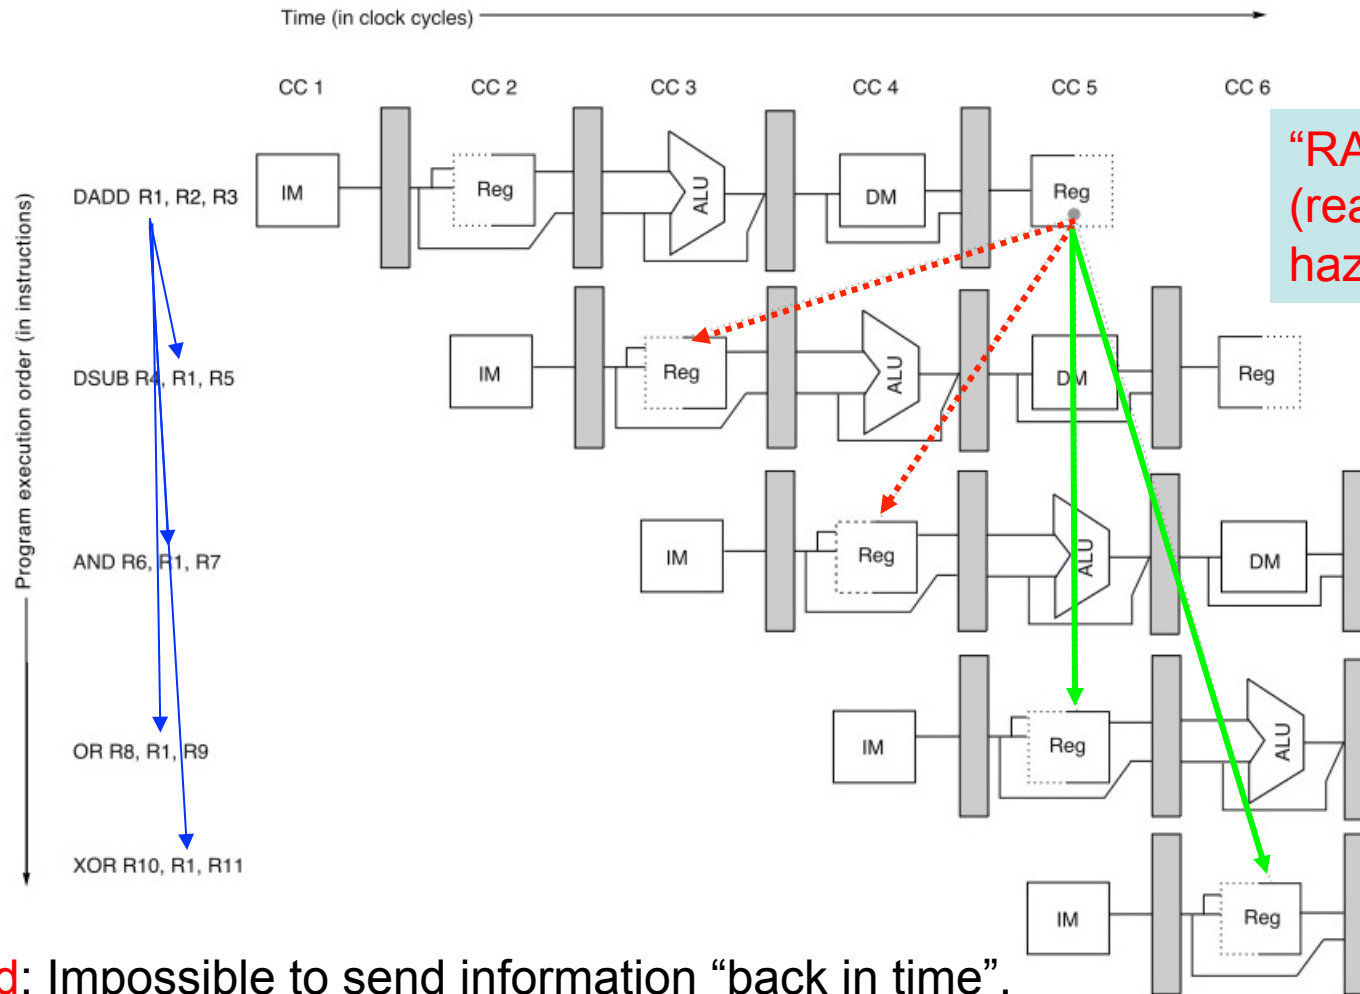 Time (in clock cycles)
CC 1 CC 2 CC 3 CC 4 CC 5 CC 6
Program execution order (in instructions)
DADD R1, R2, R3 IM Reg ALU DM Reg
"RA
(rea
haz
DSUB R4, R1, R5 IM Reg ALU DM Reg
AND R6, R1, R7 IM Reg ALU DM
OR R8, R1, R9 IM Reg ALU
XOR R10, R1, R11 IM Reg
d: Impossible to send information "back in time".